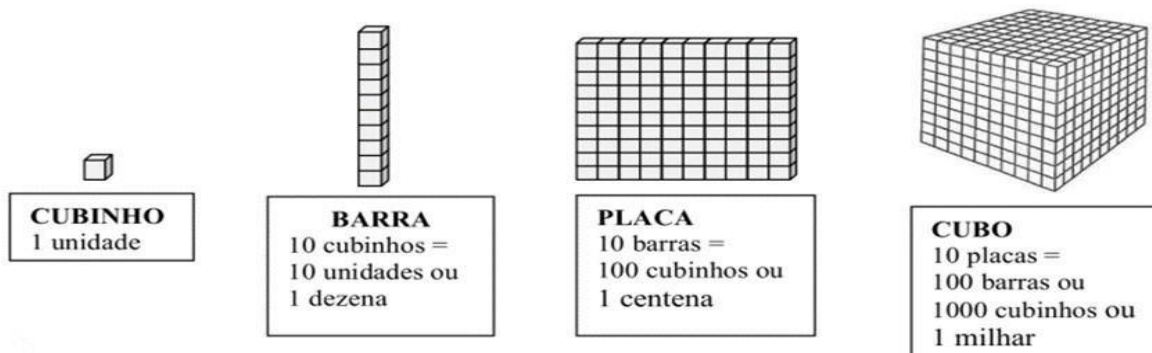 CUBINHO
1 unidade
BARRA
10 cubinhos =
10 unidades ou
1 dezena
PLACA
10 barras =
100 cubinhos ou
1 centena
CUBO
10 placas =
100 barras ou
1000 cubinhos ou
1 milhar